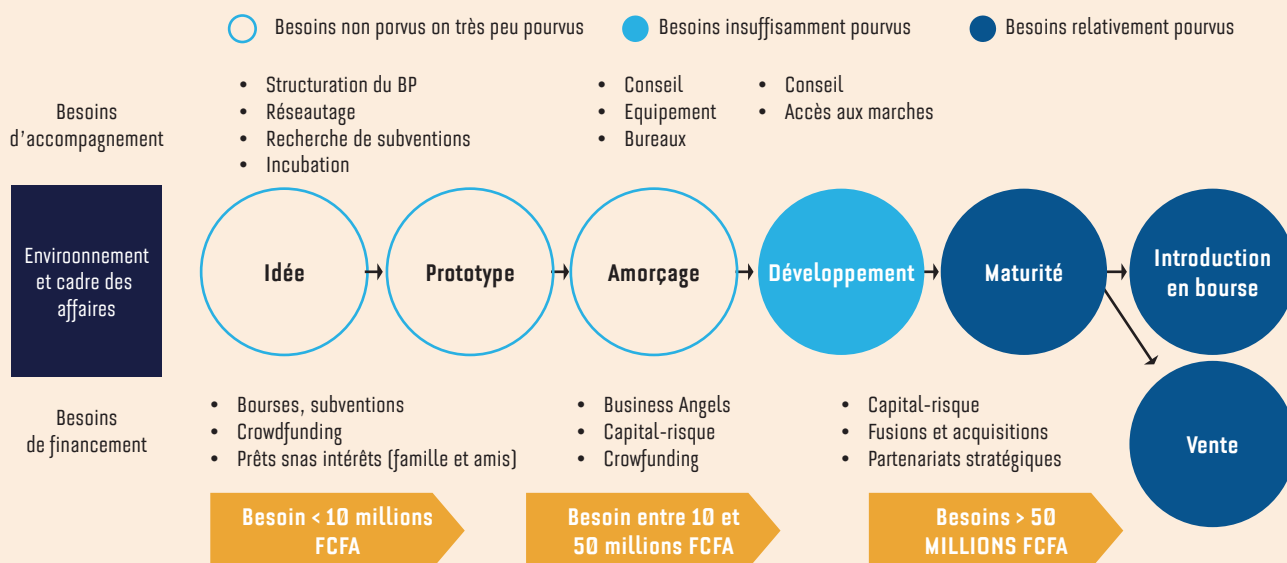 Besoins non porvus on très peu pourvus
Besoins insuffisamment pourvus
Besoins relativement pourvus
Besoins
d'accompagnement
• Structuration du BP
• Réseautage
• Recherche de subventions
• Incubation
• Conseil
• Equipement
• Bureaux
• Conseil
• Accès aux marches
Environnement
et cadre des
affaires
Idée
Prototype
Amorçage
Développement
Maturité
Introduction
en bourse
Vente
Besoins
de financement
• Bourses, subventions
• Crowdfunding
• Prêts snas intérêts (famille et amis)
• Business Angels
• Capital-risque
• Crowfunding
• Capital-risque
• Fusions et acquisitions
• Partenariats stratégiques
Besoin < 10 millions
FCFA
Besoin entre 10 et
50 millions FCFA
Besoins > 50
MILLIONS FCFA